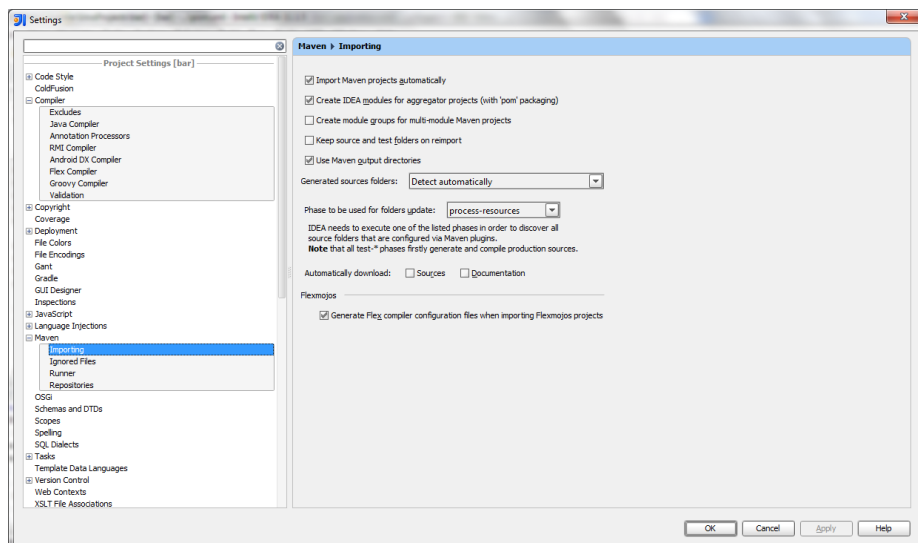 Settings
Project Settings [bar]
Code Style
ColdFusion
Compiler
Excludes
Java Compiler
Annotation Processors
RMI Compiler
Android DX Compiler
Flex Compiler
Groovy Compiler
Validation
Copyright
Coverage
Deployment
File Colors
File Encodings
Gant
Gradle
GUI Designer
Inspections
JavaScript
Language Injections
Maven
Importing
Ignored Files
Runner
Repositories
OSGi
Schemas and DTDs
Scopes
Spelling
SQL Dialects
Tasks
Template Data Languages
Version Control
Web Contexts
XSLT File Associations
Maven Importing
Import Maven projects automatically
Create IDEA modules for aggregator projects (with 'pom' packaging)
Create module groups for multi-module Maven projects
Keep source and test folders on reimport
Use Maven output directories
Generated sources folders: Detect automatically
Phase to be used for folders update: process-resources
IDEA needs to execute one of the listed phases in order to discover all
source folders that are configured via Maven plugins.
Note that all test-* phases firstly generate and compile production sources.
Automatically download: Sources Documentation
Flexmojos
Generate Flex compiler configuration files when importing Flexmojos projects
OK Cancel Apply Help